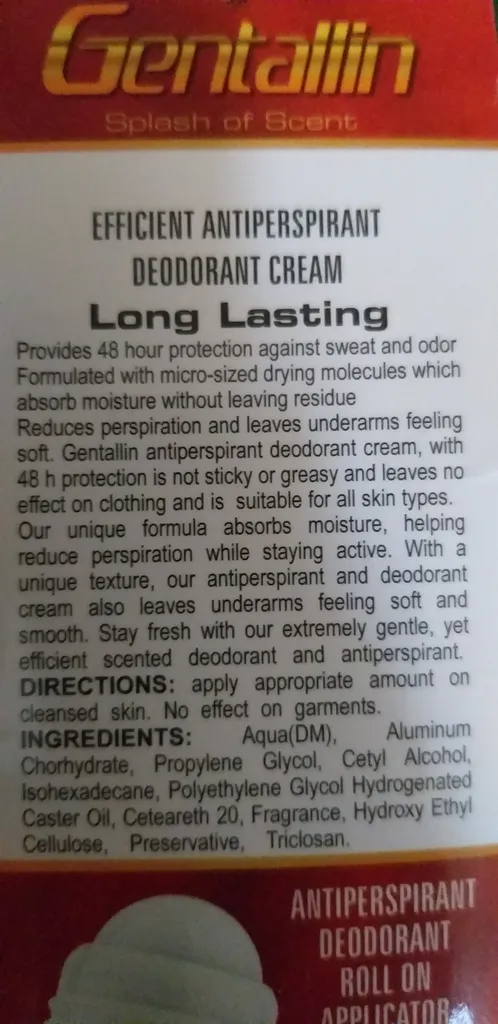 Gentallin
Splash of Scent
EFFICIENT ANTIPERSPIRANT
DEODORANT CREAM
Long Lasting
Provides 48 hour protection against sweat and odor
Formulated with micro-sized drying molecules which
absorb moisture without leaving residue
Reduces perspiration and leaves underarms feeling
soft. Gentallin antiperspirant deodorant cream, with
48 h protection is not sticky or greasy and leaves no
effect on clothing and is suitable for all skin types.
Our unique formula absorbs moisture, helping
reduce perspiration while staying active. With a
unique texture, our antiperspirant and deodorant
cream also leaves underarms feeling soft and
smooth. Stay fresh with our extremely gentle, yet
efficient scented deodorant and antiperspirant.
DIRECTIONS: apply appropriate amount on
cleansed skin. No effect on garments.
INGREDIENTS: Aqua(DM), Aluminum
Chorhydrate, Propylene Glycol, Cetyl Alcohol,
Isohexadecane, Polyethylene Glycol Hydrogenated
Caster Oil, Ceteareth 20, Fragrance, Hydroxy Ethyl
Cellulose, Preservative, Triclosan.
ANTIPERSPIRANT
DEODORANT
ROLL ON
APPLICATOR